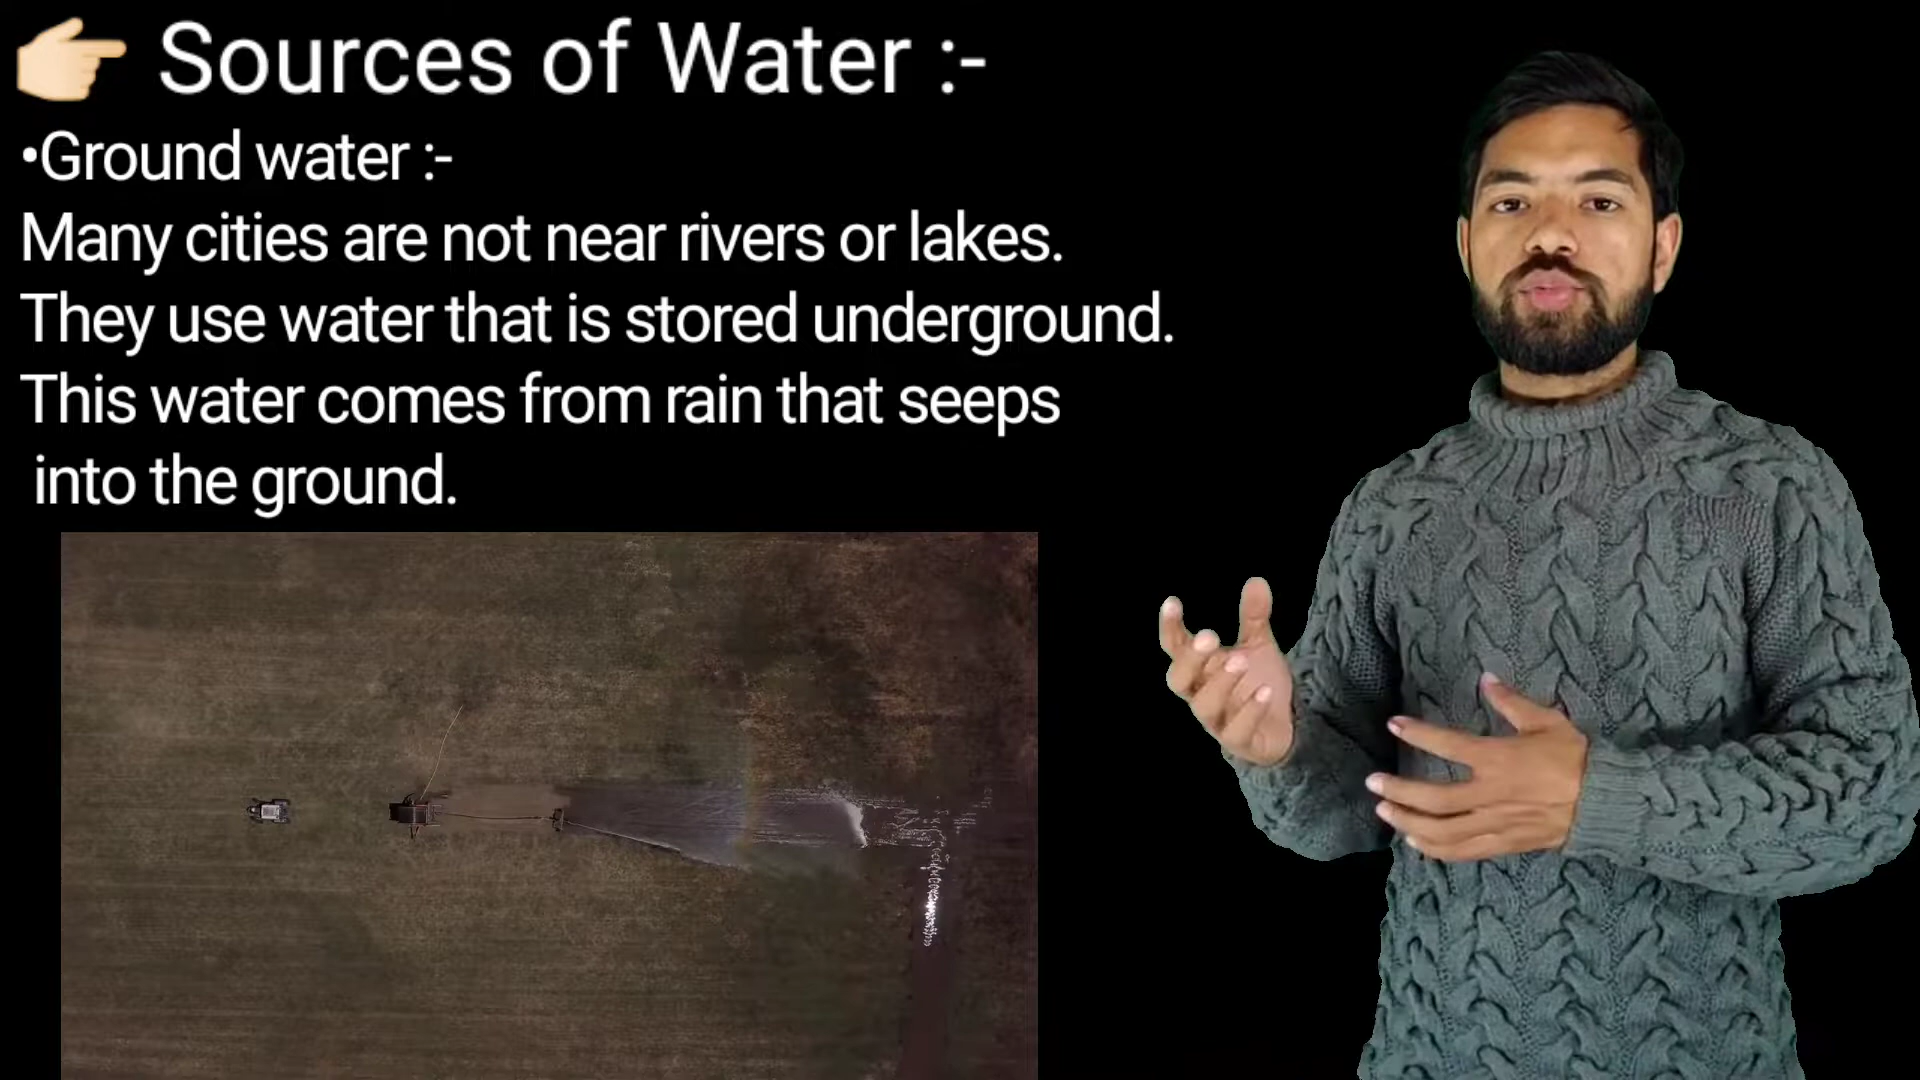 👉 Sources of Water :-
•Ground water :-
Many cities are not near rivers or lakes.
They use water that is stored underground.
This water comes from rain that seeps
into the ground.